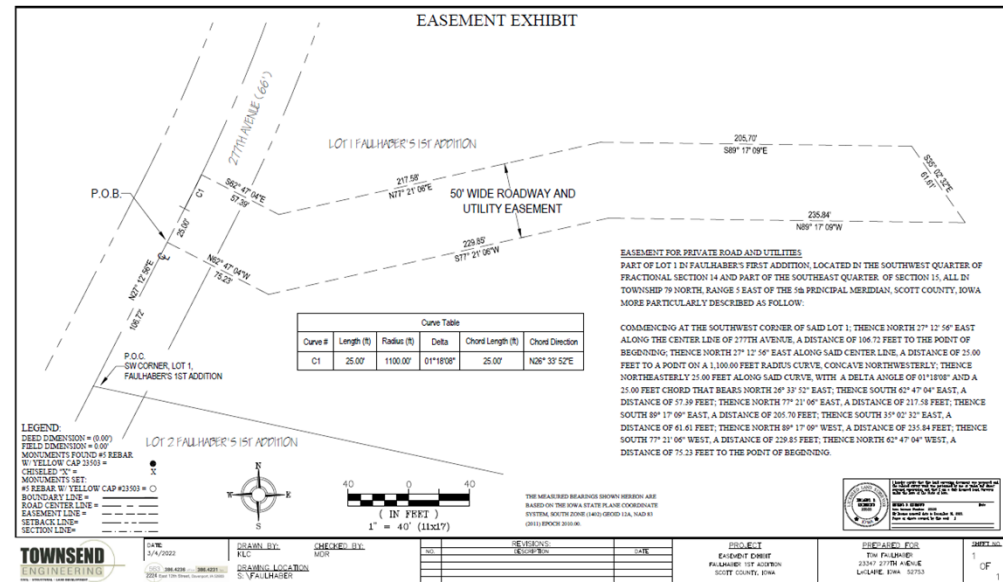 EASEMENT EXHIBIT
277TH AVENUE (66')
LOT 1 FAULHABER'S 1ST ADDITION
205.70'
S89° 17' 09"E
S35° 02' 32"E
61.61'
S62° 47' 04"E
57.39'
217.58'
N77° 21' 06"E
P.O.B.
C1
25.00'
50' WIDE ROADWAY AND
UTILITY EASEMENT
235.84'
N89° 17' 09"W
229.85'
S77° 21' 06"W
N62° 47' 04"W
75.23'
N27° 12' 56"E
106.72'
EASEMENT FOR PRIVATE ROAD AND UTILITIES
PART OF LOT 1 IN FAULHABER'S FIRST ADDITION, LOCATED IN THE SOUTHWEST QUARTER OF
FRACTIONAL SECTION 14 AND PART OF THE SOUTHEAST QUARTER OF SECTION 15, ALL IN
TOWNSHIP 79 NORTH, RANGE 5 EAST OF THE 5th PRINCIPAL MERIDIAN, SCOTT COUNTY, IOWA
MORE PARTICULARLY DESCRIBED AS FOLLOW:
COMMENCING AT THE SOUTHWEST CORNER OF SAID LOT 1; THENCE NORTH 27° 12' 56" EAST
ALONG THE CENTER LINE OF 277TH AVENUE, A DISTANCE OF 106.72 FEET TO THE POINT OF
BEGINNING; THENCE NORTH 27° 12' 56" EAST ALONG SAID CENTER LINE, A DISTANCE OF 25.00
FEET TO A POINT ON A 1,100.00 FEET RADIUS CURVE, CONCAVE NORTHWESTERLY; THENCE
NORTHEASTERLY 25.00 FEET ALONG SAID CURVE, WITH A DELTA ANGLE OF 01°18'08" AND A
25.00 FEET CHORD THAT BEARS NORTH 26° 33' 52" EAST; THENCE SOUTH 62° 47' 04" EAST, A
DISTANCE OF 57.39 FEET; THENCE NORTH 77° 21' 06" EAST, A DISTANCE OF 217.58 FEET; THENCE
SOUTH 89° 17' 09" EAST, A DISTANCE OF 205.70 FEET; THENCE SOUTH 35° 02' 32" EAST, A
DISTANCE OF 61.61 FEET; THENCE NORTH 89° 17' 09" WEST, A DISTANCE OF 235.84 FEET; THENCE
SOUTH 77° 21' 06" WEST, A DISTANCE OF 229.85 FEET; THENCE NORTH 62° 47' 04" WEST, A
DISTANCE OF 75.23 FEET TO THE POINT OF BEGINNING.
Curve Table
Curve # Length (ft) Radius (ft) Delta Chord Length (ft) Chord Direction
C1 25.00' 1100.00' 01°18'08" 25.00' N26° 33' 52"E
P.O.C.
SW CORNER, LOT 1,
FAULHABER'S 1ST ADDITION
LOT 2 FAULHABER'S 1ST ADDITION
LEGEND:
DEED DIMENSION = (0.00')
FIELD DIMENSION = 0.00'
MONUMENTS FOUND #5 REBAR
W/ YELLOW CAP 23503 =
CHISELED "X" = X
MONUMENTS SET:
#5 REBAR W/ YELLOW CAP #23503 =
BOUNDARY LINE =
ROAD CENTER LINE =
EASEMENT LINE =
SETBACK LINE=
SECTION LINE=
N
W E
S
40 0 40
( IN FEET )
1" = 40' (11x17)
THE MEASURED BEARINGS SHOWN HEREON ARE
BASED ON THE IOWA STATE PLANE COORDINATE
SYSTEM, SOUTH ZONE (1402) GEOID 12A, NAD 83
(2011) EPOCH 2010.00.
TOWNSEND
ENGINEERING
DATE:
3/4/2022
DRAWN BY:
KLC
CHECKED BY:
MDR
DRAWING LOCATION
S:\FAULHABER
REVISIONS:
NO. DESCRIPTION DATE
PROJECT
EASEMENT EXHIBIT
FAULHABER 1ST ADDITION
SCOTT COUNTY, IOWA
PREPARED FOR
TIM FAULHABER
23347 277TH AVENUE
LeCLAIRE, IOWA 52753
SHEET NO.
1
OF
1